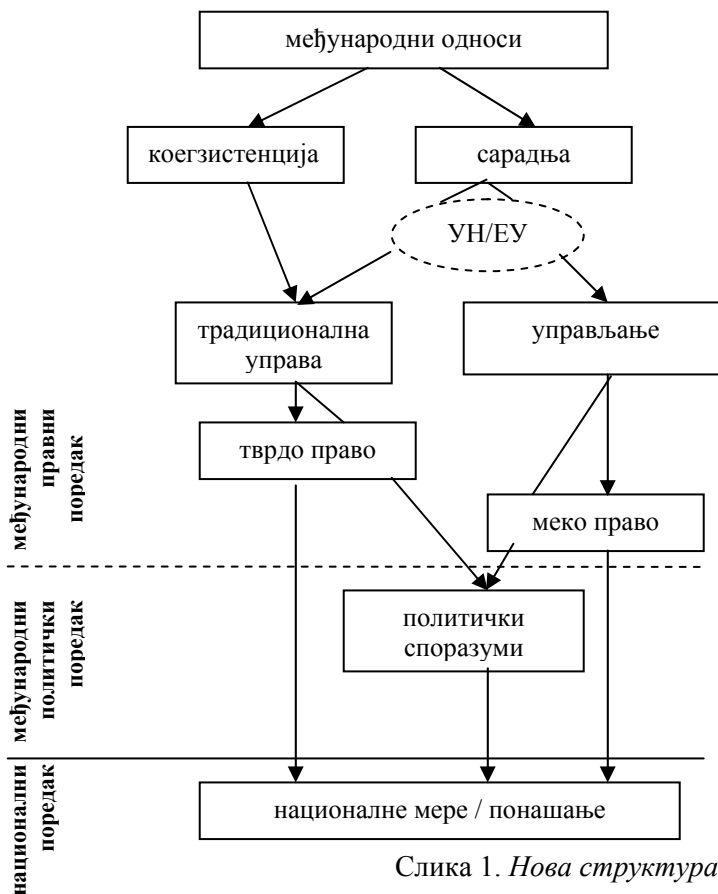 међународни односи
коегзистенција
сарадња
УН/ЕУ
традиционална
управа
управљање
тврдо право
меко право
међународни
правни
поредак
политички
споразуми
међународни
политички
поредак
националне мере / понашање
национални
поредак
Слика 1. Нова структура